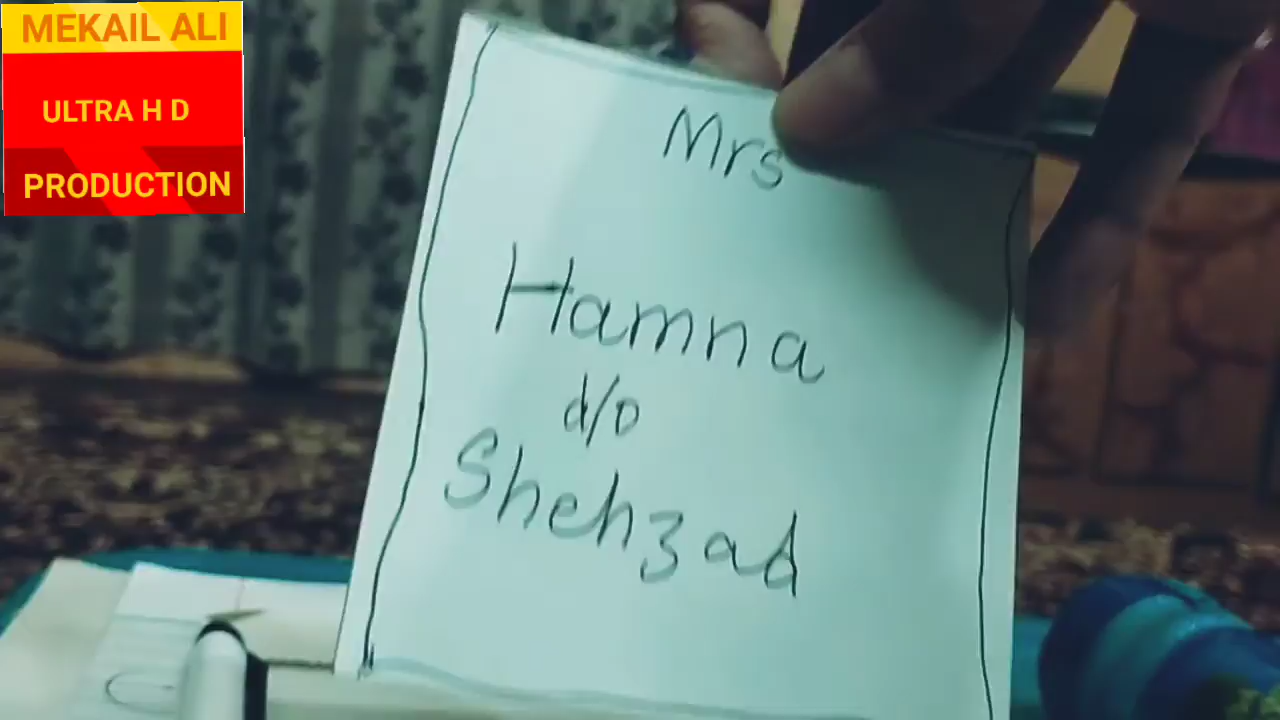 MEKAIL ALI
ULTRA H D
PRODUCTION
Mrs
Hamna
d/o
Shehzad